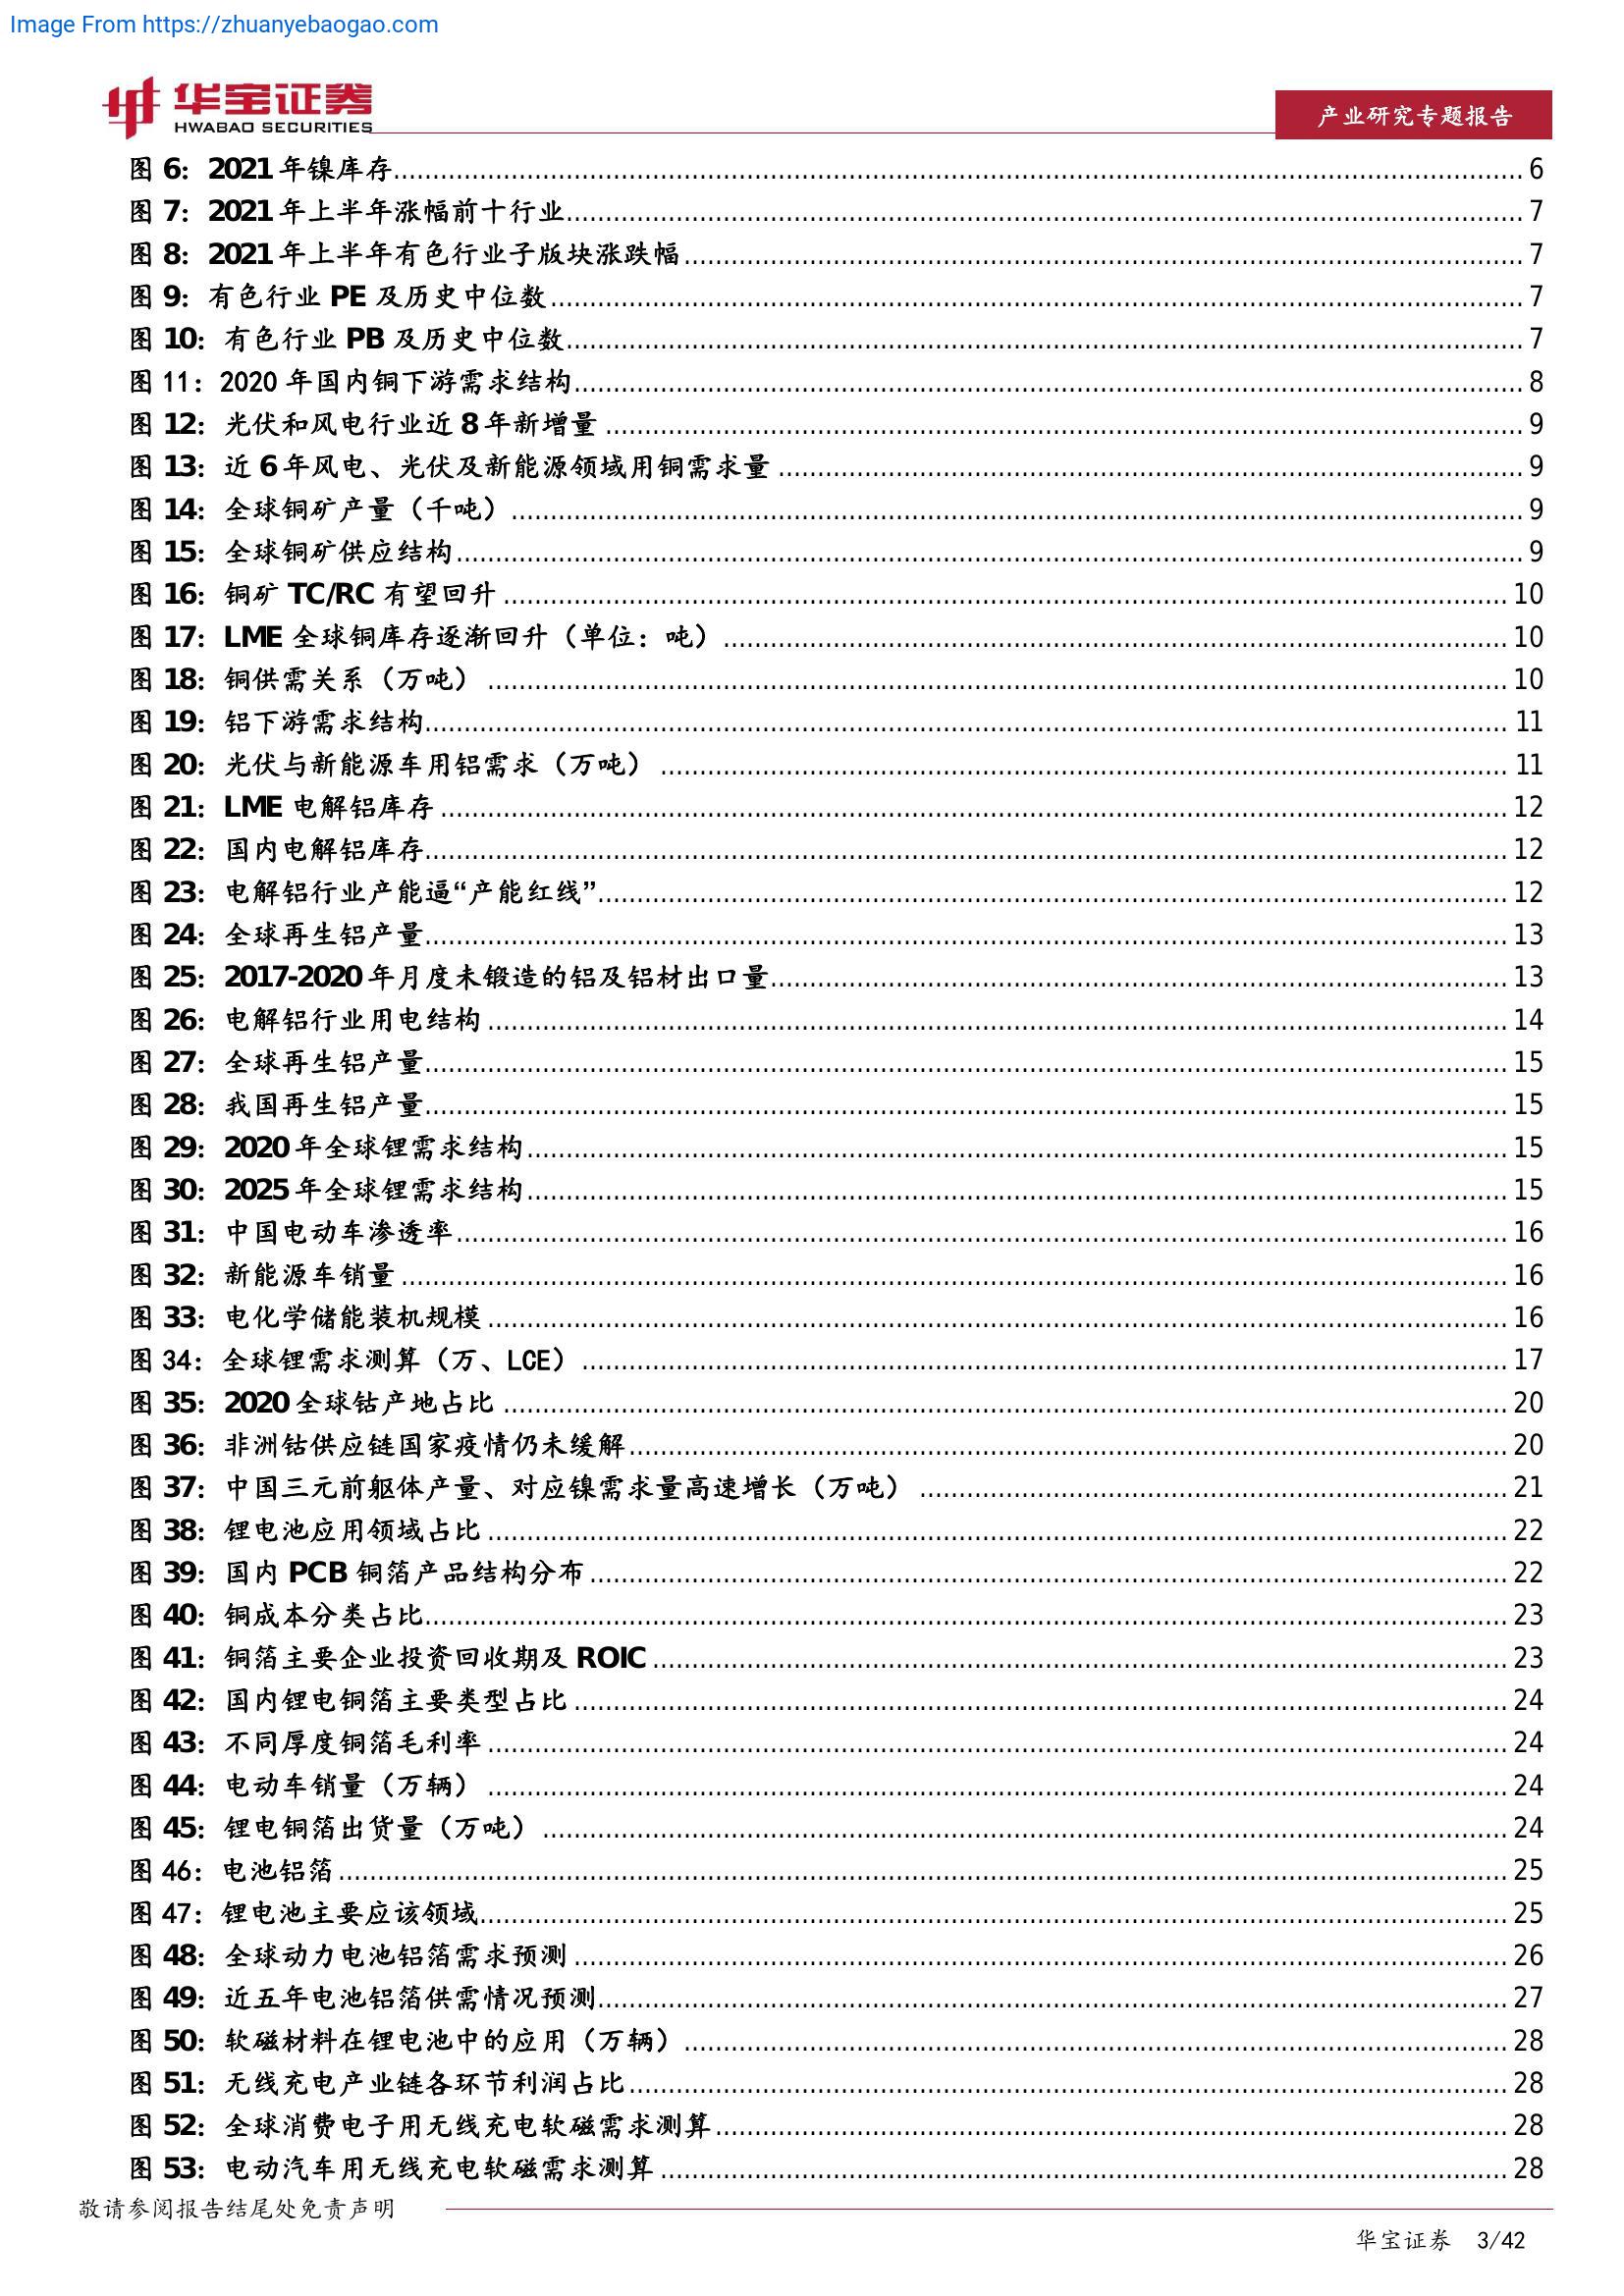 Image From https://zhuanyebaogao.com
华宝证券
HWABAO SECURITIES
产业研究专题报告
图 6：2021 年镍库存 6
图 7：2021 年上半年涨幅前十行业 7
图 8：2021 年上半年有色行业子版块涨跌幅 7
图 9：有色行业 PE 及历史中位数 7
图 10：有色行业 PB 及历史中位数 7
图 11：2020 年国内铜下游需求结构 8
图 12：光伏和风电行业近 8 年新增量 9
图 13：近 6 年风电、光伏及新能源领域用铜需求量 9
图 14：全球铜矿产量（千吨） 9
图 15：全球铜矿供应结构 9
图 16：铜矿 TC/RC 有望回升 10
图 17：LME 全球铜库存逐渐回升（单位：吨） 10
图 18：铜供需关系（万吨） 10
图 19：铝下游需求结构 11
图 20：光伏与新能源车用铝需求（万吨） 11
图 21：LME 电解铝库存 12
图 22：国内电解铝库存 12
图 23：电解铝行业产能逼“产能红线” 12
图 24：全球再生铝产量 13
图 25：2017-2020 年月度未锻造的铝及铝材出口量 13
图 26：电解铝行业用电结构 14
图 27：全球再生铝产量 15
图 28：我国再生铝产量 15
图 29：2020 年全球锂需求结构 15
图 30：2025 年全球锂需求结构 15
图 31：中国电动车渗透率 16
图 32：新能源车销量 16
图 33：电化学储能装机规模 16
图 34：全球锂需求测算（万、LCE） 17
图 35：2020 全球钴产地占比 20
图 36：非洲钴供应链国家疫情仍未缓解 20
图 37：中国三元前躯体产量、对应镍需求量高速增长（万吨） 21
图 38：锂电池应用领域占比 22
图 39：国内 PCB 铜箔产品结构分布 22
图 40：铜成本分类占比 23
图 41：铜箔主要企业投资回收期及 ROIC 23
图 42：国内锂电铜箔主要类型占比 24
图 43：不同厚度铜箔毛利率 24
图 44：电动车销量（万辆） 24
图 45：锂电铜箔出货量（万吨） 24
图 46：电池铝箔 25
图 47：锂电池主要应该领域 25
图 48：全球动力电池铝箔需求预测 26
图 49：近五年电池铝箔供需情况预测 27
图 50：软磁材料在锂电池中的应用（万辆） 28
图 51：无线充电产业链各环节利润占比 28
图 52：全球消费电子用无线充电软磁需求测算 28
图 53：电动汽车用无线充电软磁需求测算 28
敬请参阅报告结尾处免责声明
华宝证券 3/42